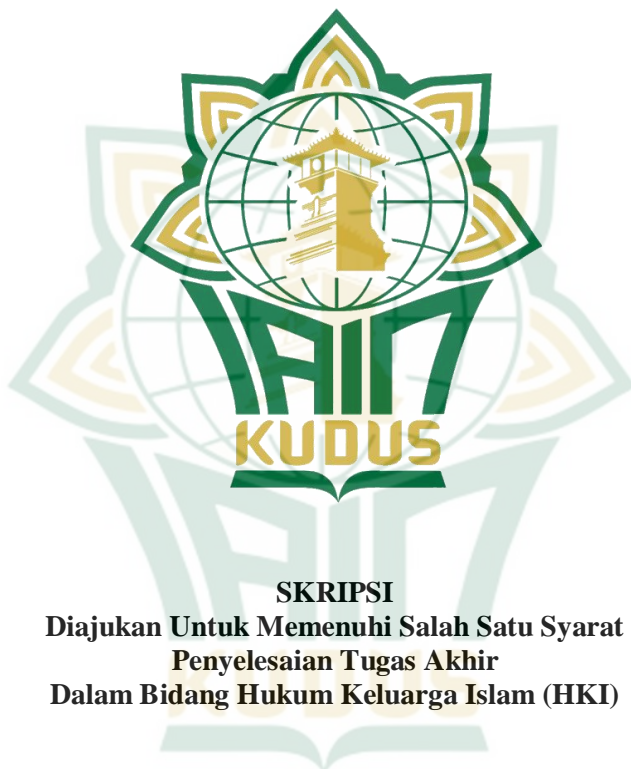 IAIN
KUDUS
SKRIPSI
Diajukan Untuk Memenuhi Salah Satu Syarat
Penyelesaian Tugas Akhir
Dalam Bidang Hukum Keluarga Islam (HKI)